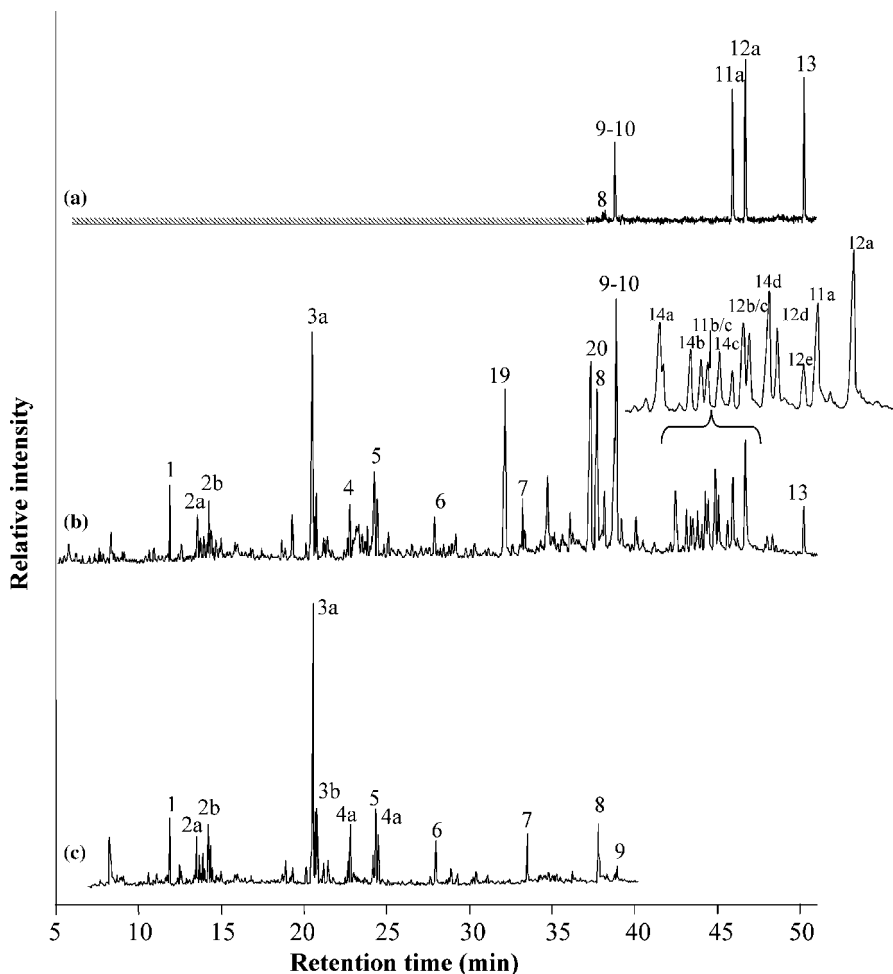 12a
11a
13
9-10
(a)
8
12a
14d
9-10
12b/c
11a
14a
11b/c
12d
14b
14c
3a
20
12e
19
8
5
1
7
4
2b
2a
6
13
(b)
Relative intensity
3a
3b
1
2b
5
8
2a
4a
4a
7
6
9
(c)
5 10 15 20 25 30 35 40 45 50
Retention time (min)